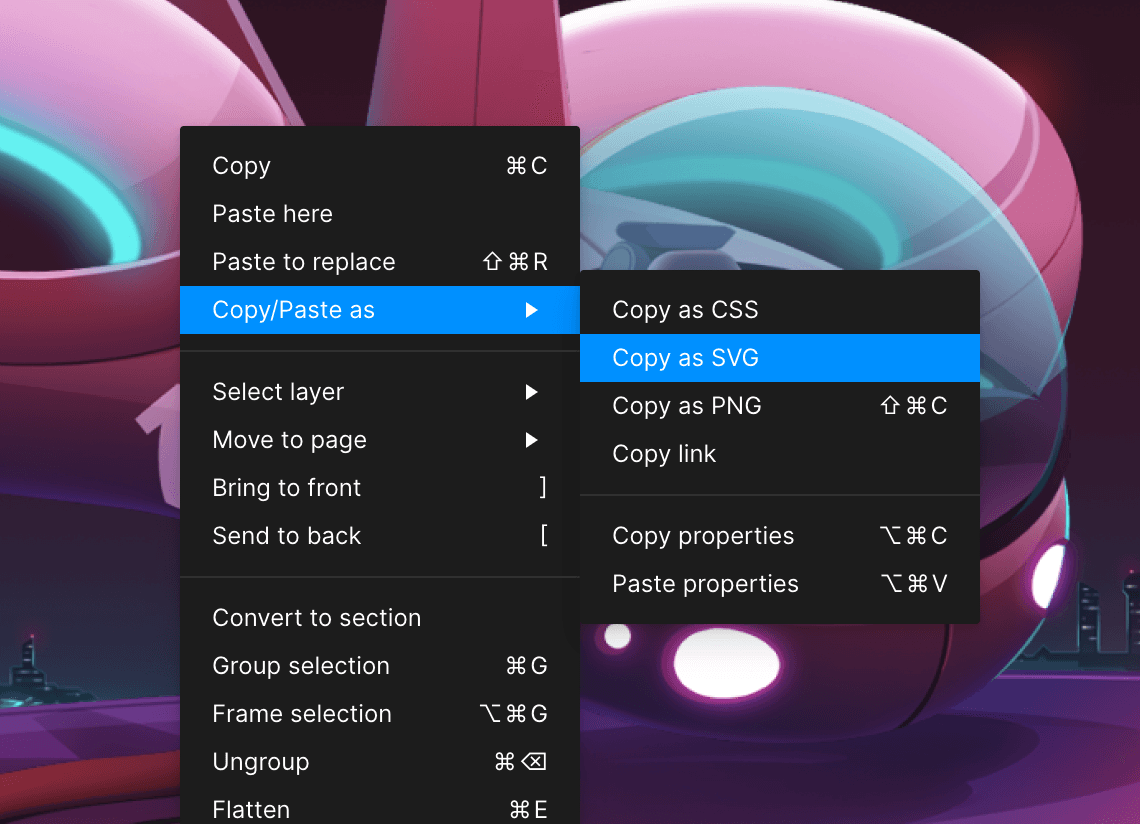 Copy ⌘C
Paste here
Paste to replace ⇧⌘R
Copy/Paste as ▶
Select layer ▶
Move to page ▶
Bring to front ]
Send to back [
Convert to section
Group selection ⌘G
Frame selection ⌥⌘G
Ungroup ⌘⌫
Flatten ⌘E
Copy as CSS
Copy as SVG
Copy as PNG ⇧⌘C
Copy link
Copy properties ⌥⌘C
Paste properties ⌥⌘V